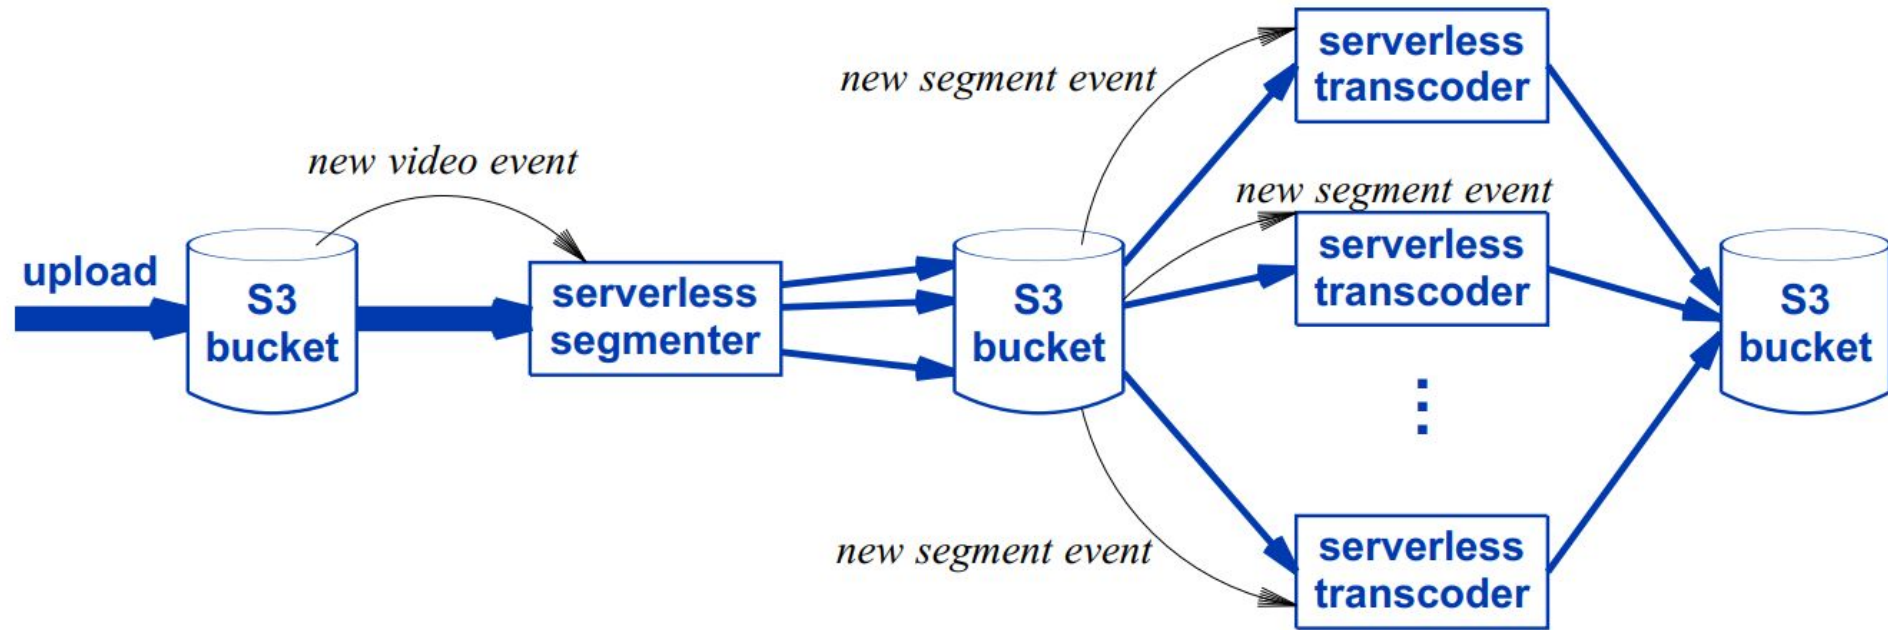 upload
S3
bucket
new video event
serverless
segmenter
S3
bucket
new segment event
serverless
transcoder
new segment event
serverless
transcoder
new segment event
serverless
transcoder
S3
bucket